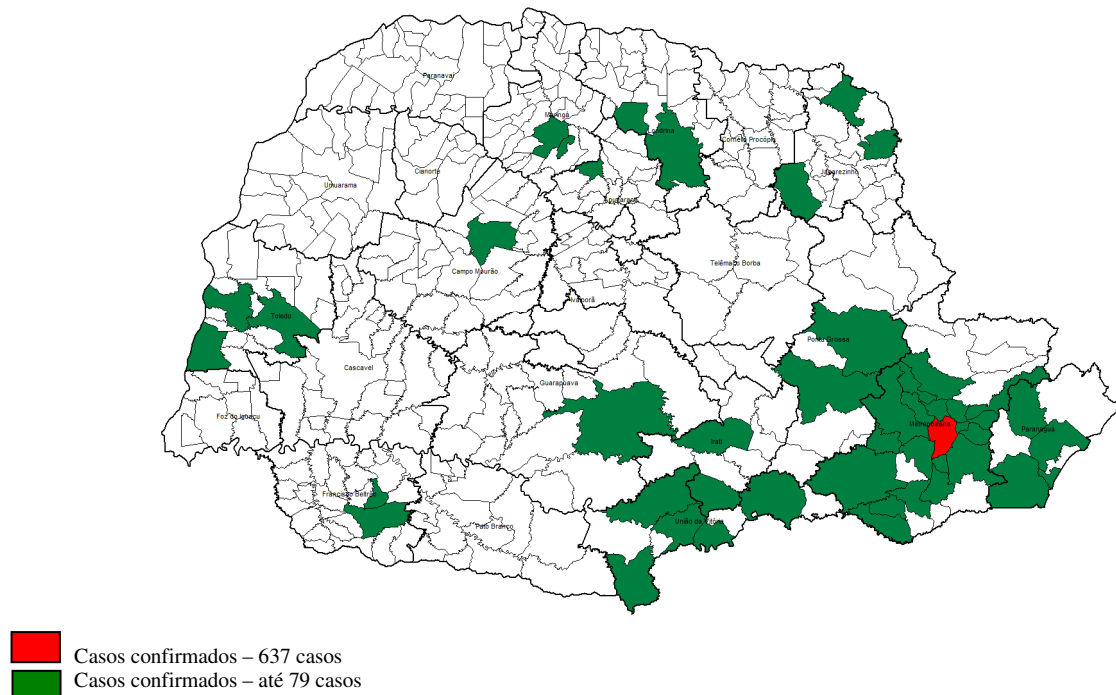 Paranavaí
Maringá
Londrina
Cornélio Procópio
Jacarezinho
Cianorte
Umuarama
Apucarana
Telêmaco Borba
Campo Mourão
Ivaiporã
Toledo
Ponta Grossa
Cascavel
Guarapuava
Foz do Iguaçu
Metropolitana
Paranaguá
Irati
Francisco Beltrão
Pato Branco
União da Vitória
Casos confirmados – 637 casos
Casos confirmados – até 79 casos